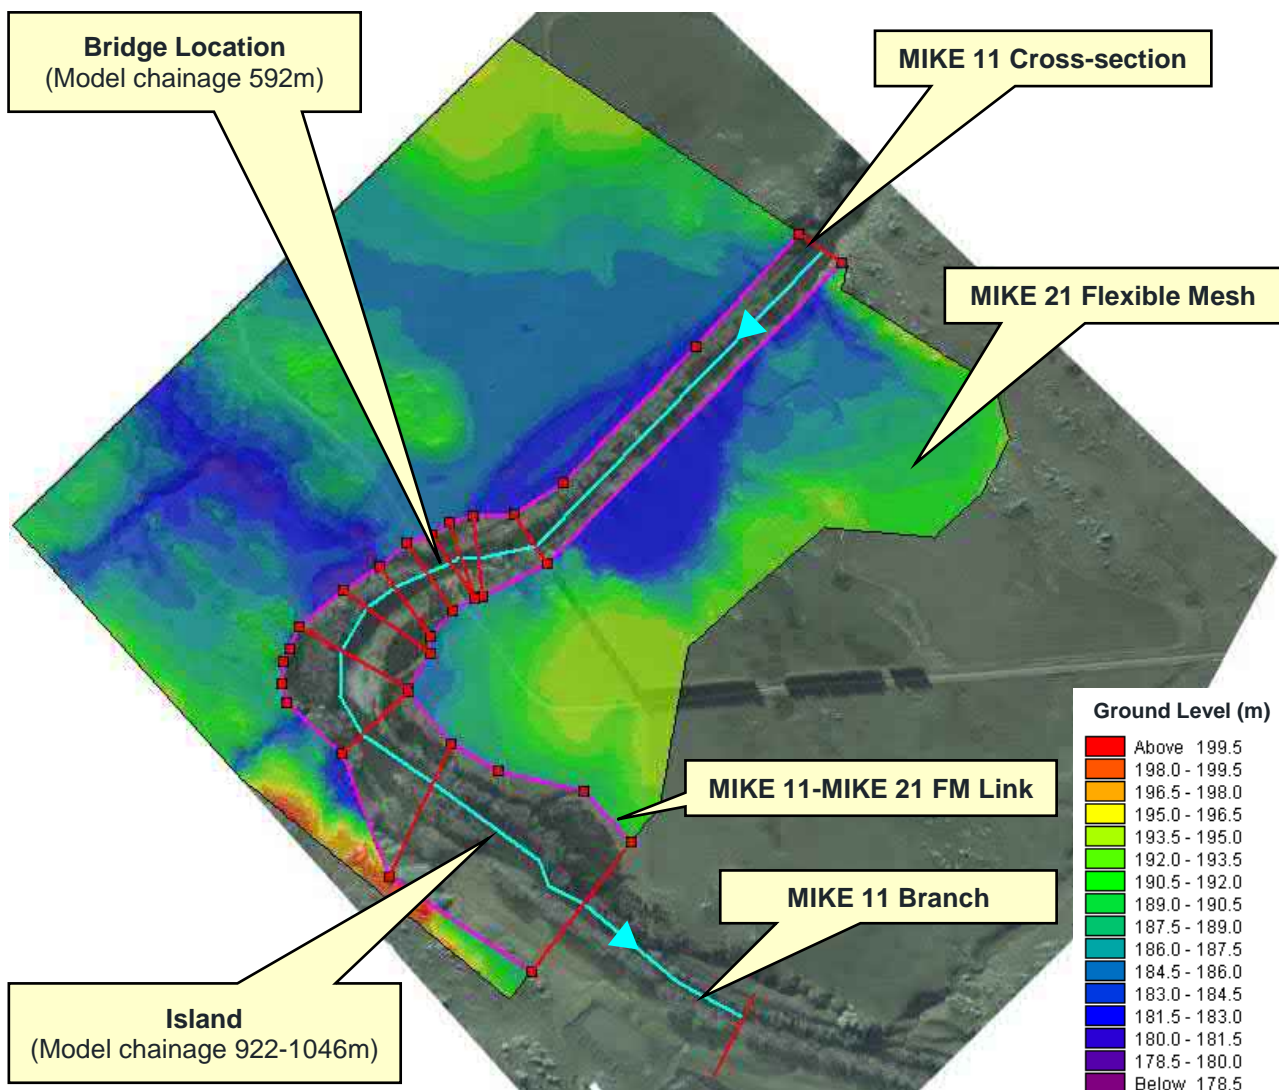 Bridge Location
(Model chainage 592m)
MIKE 11 Cross-section
MIKE 21 Flexible Mesh
MIKE 11-MIKE 21 FM Link
MIKE 11 Branch
Island
(Model chainage 922-1046m)
Ground Level (m)
Above 199.5
198.0 - 199.5
196.5 - 198.0
195.0 - 196.5
193.5 - 195.0
192.0 - 193.5
190.5 - 192.0
189.0 - 190.5
187.5 - 189.0
186.0 - 187.5
184.5 - 186.0
183.0 - 184.5
181.5 - 183.0
180.0 - 181.5
178.5 - 180.0
Below 178.5